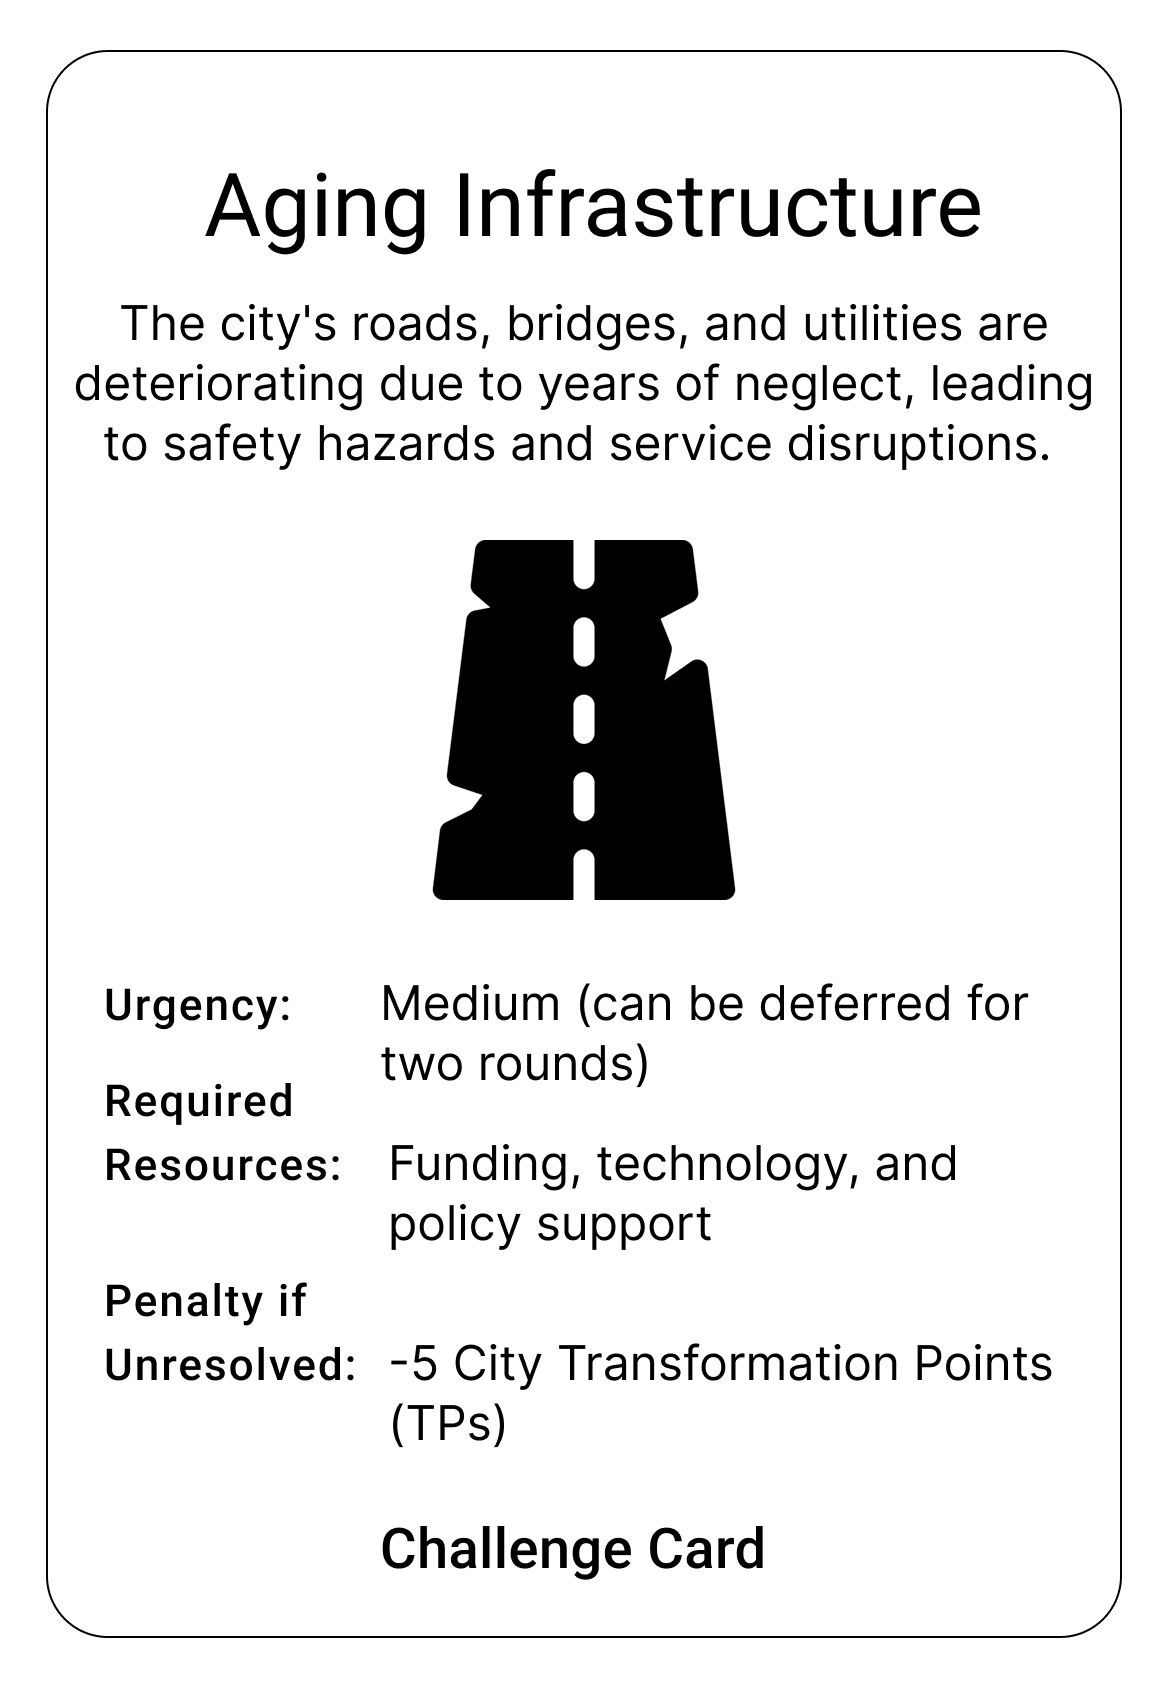 Aging Infrastructure
The city's roads, bridges, and utilities are
deteriorating due to years of neglect, leading
to safety hazards and service disruptions.
Urgency: Medium (can be deferred for
two rounds)
Required
Resources: Funding, technology, and
policy support
Penalty if
Unresolved: -5 City Transformation Points
(TPs)
Challenge Card